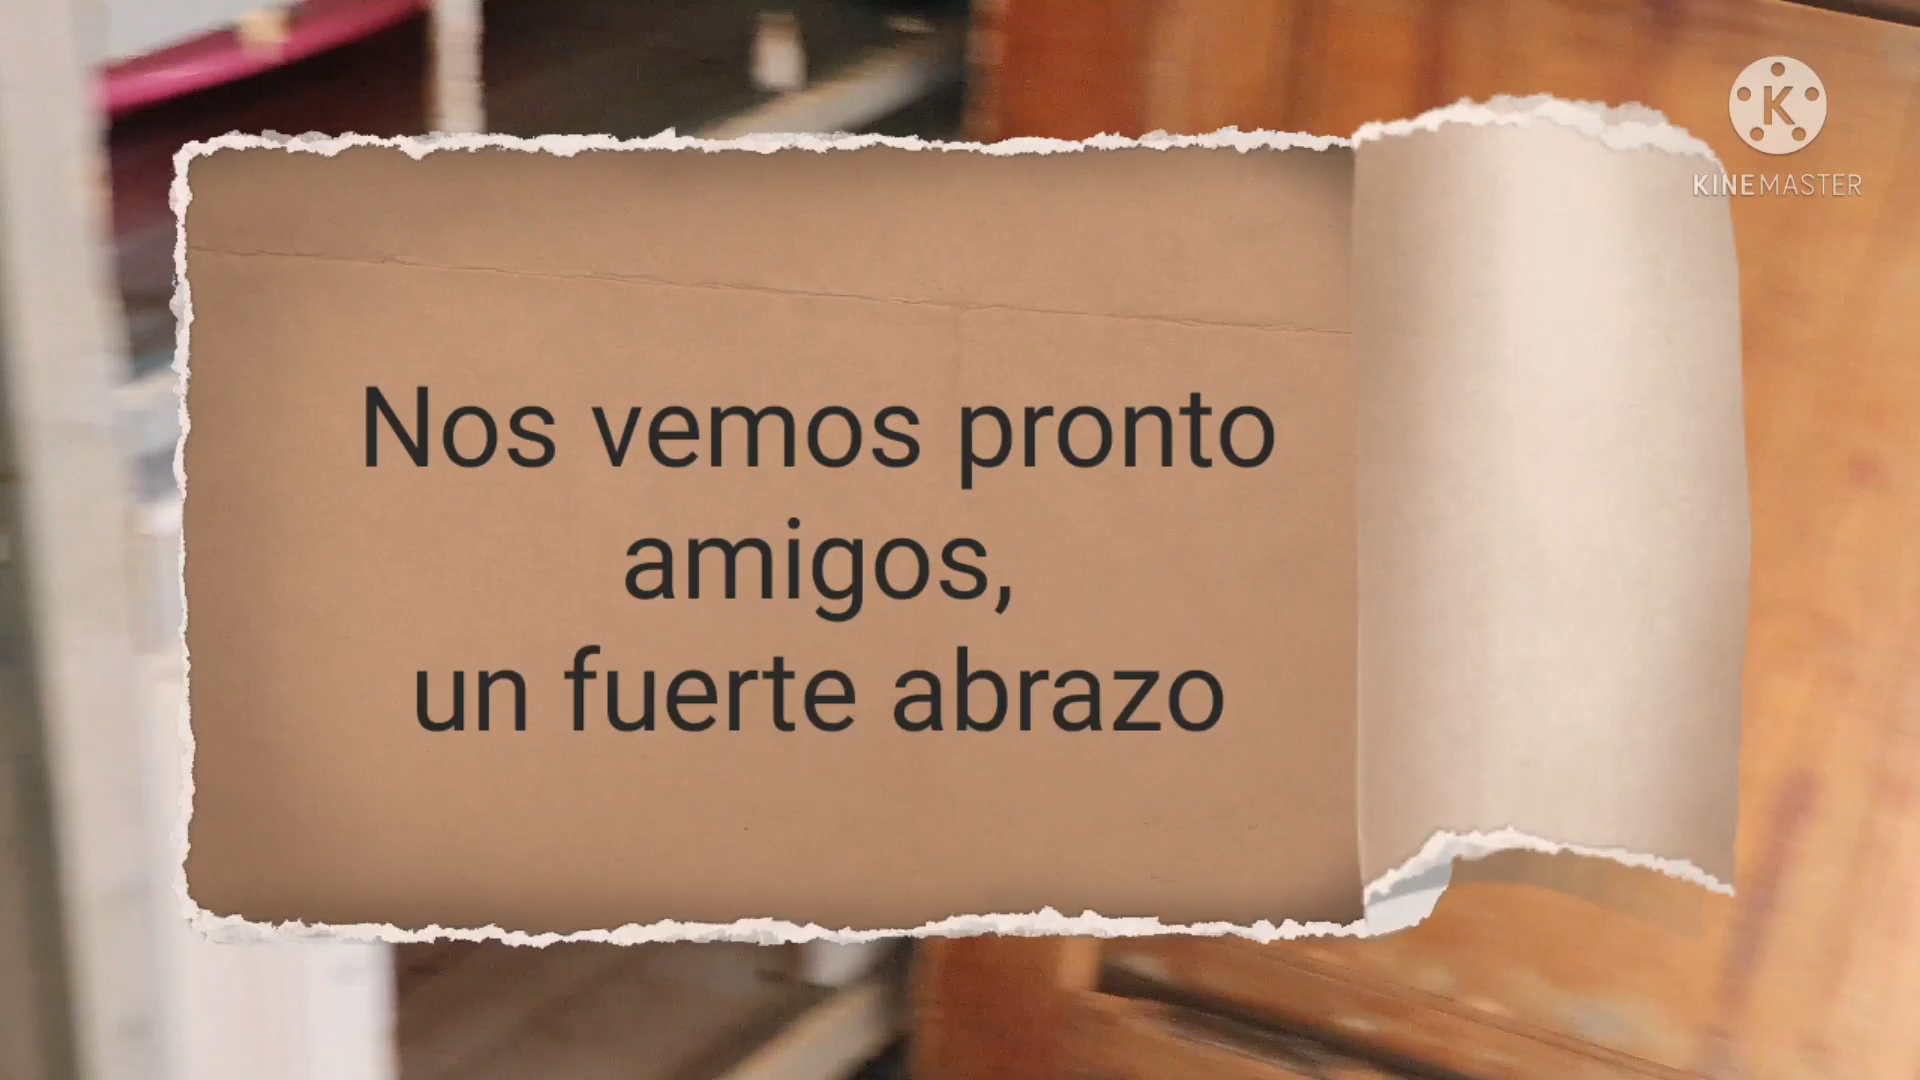 Nos vemos pronto
amigos,
un fuerte abrazo
K
KINEMASTER